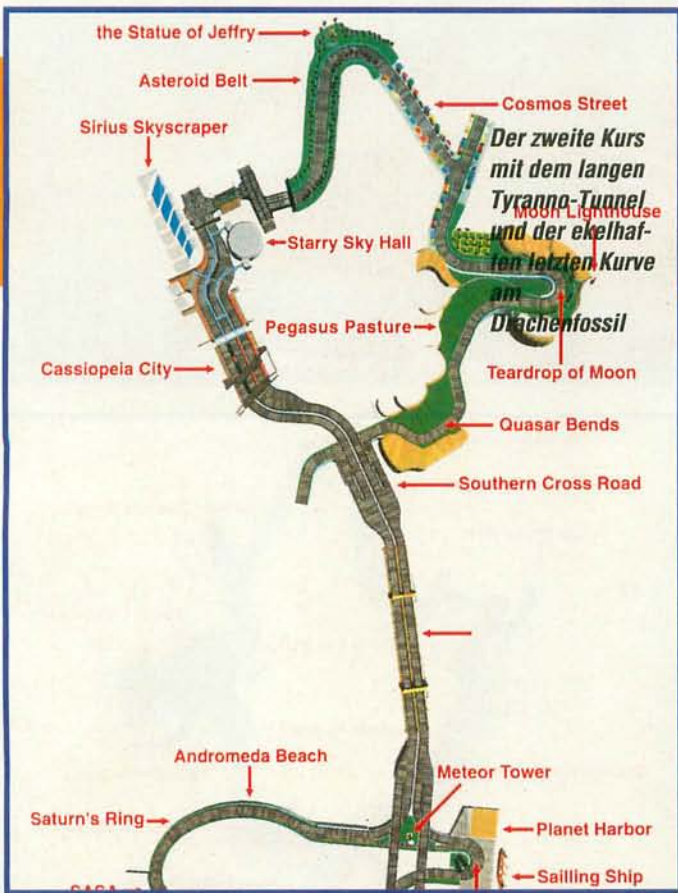 the Statue of Jeffry
Asteroid Belt
Cosmos Street
Sirius Skyscraper
Der zweite Kurs
mit dem langen
Tyranno-Tunnel
Moon Lighthouse
und der ekelhaf-
ten letzten Kurve
am
Drachenfossil
Starry Sky Hall
Pegasus Pasture
Cassiopeia City
Teardrop of Moon
Quasar Bends
Southern Cross Road
Andromeda Beach
Meteor Tower
Saturn's Ring
Planet Harbor
Sailling Ship